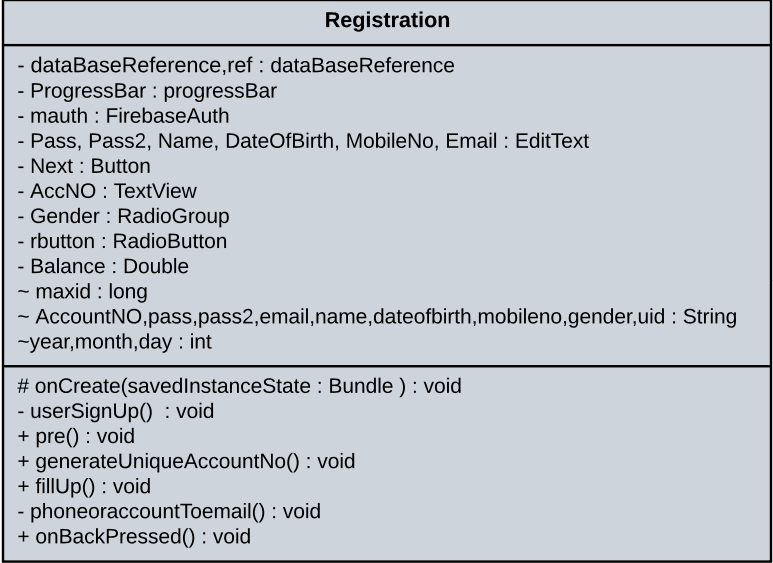 Registration
- dataBaseReference,ref : dataBaseReference
- ProgressBar : progressBar
- mauth : FirebaseAuth
- Pass, Pass2, Name, DateOfBirth, MobileNo, Email : EditText
- Next : Button
- AccNO : TextView
- Gender : RadioGroup
- rbutton : RadioButton
- Balance : Double
~ maxid : long
~ AccountNO,pass,pass2,email,name,dateofbirth,mobileno,gender,uid : String
~year,month,day : int
# onCreate(savedInstanceState : Bundle ) : void
- userSignUp()  : void
+ pre() : void
+ generateUniqueAccountNo() : void
+ fillUp() : void
- phoneoraccountToemail() : void
+ onBackPressed() : void